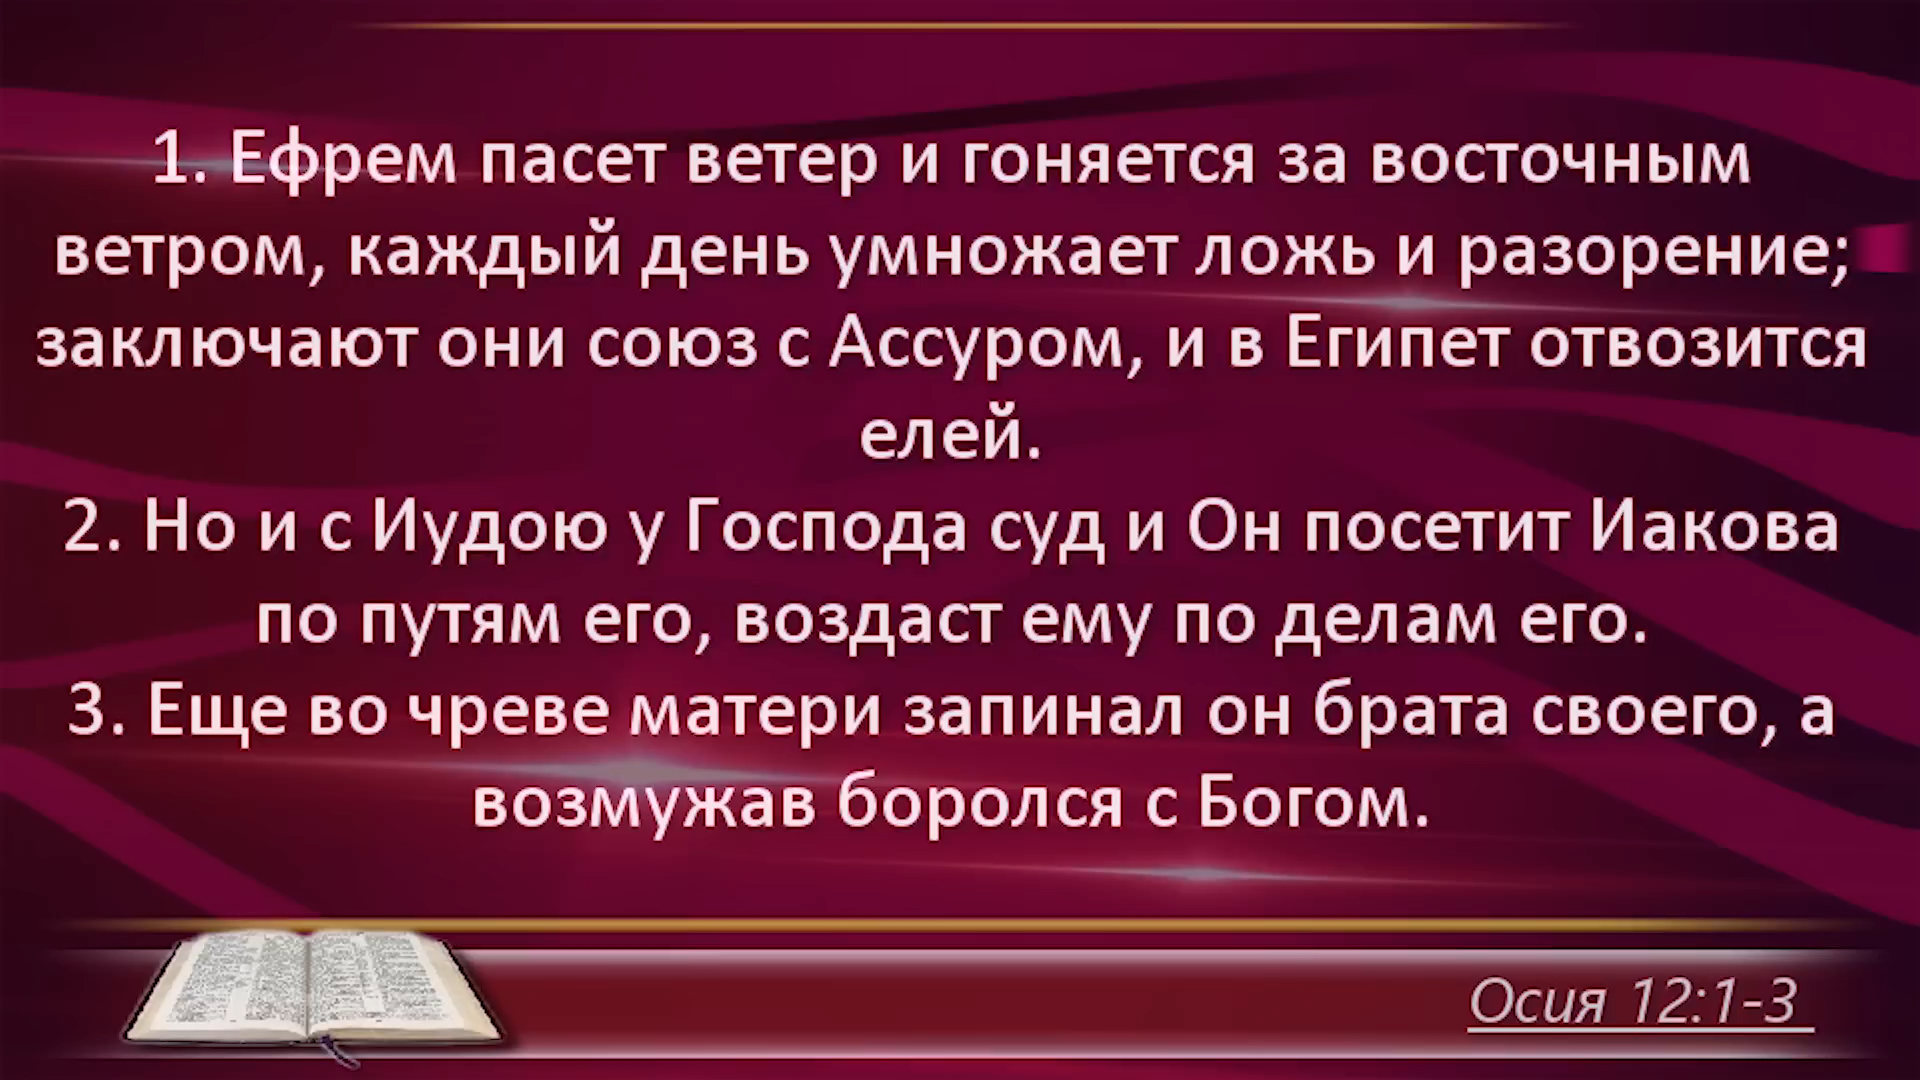 1. Ефрем пасет ветер и гоняется за восточным
ветром, каждый день умножает ложь и разорение;
заключают они союз с Ассуром, и в Египет отвозится
елей.
2. Но и с Иудою у Господа суд и Он посетит Иакова
по путям его, воздаст ему по делам его.
3. Еще во чреве матери запинал он брата своего, а
возмужав боролся с Богом.
Осия 12:1-3